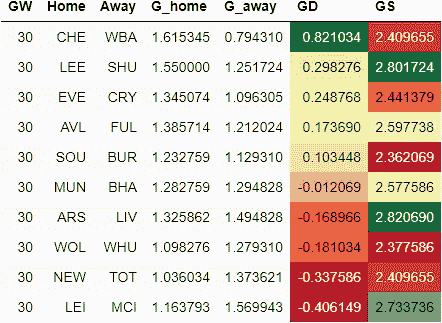 GW Home Away G_home G_away GD GS
30 CHE WBA 1.615345 0.794310 0.821034 2.409655
30 LEE SHU 1.550000 1.251724 0.298276 2.801724
30 EVE CRY 1.345074 1.096305 0.248768 2.441379
30 AVL FUL 1.385714 1.212024 0.173690 2.597738
30 SOU BUR 1.232759 1.129310 0.103448 2.362069
30 MUN BHA 1.282759 1.294828 -0.012069 2.577586
30 ARS LIV 1.325862 1.494828 -0.168966 2.820690
30 WOL WHU 1.098276 1.279310 -0.181034 2.377586
30 NEW TOT 1.036034 1.373621 -0.337586 2.409655
30 LEI MCI 1.163793 1.569943 -0.406149 2.733736